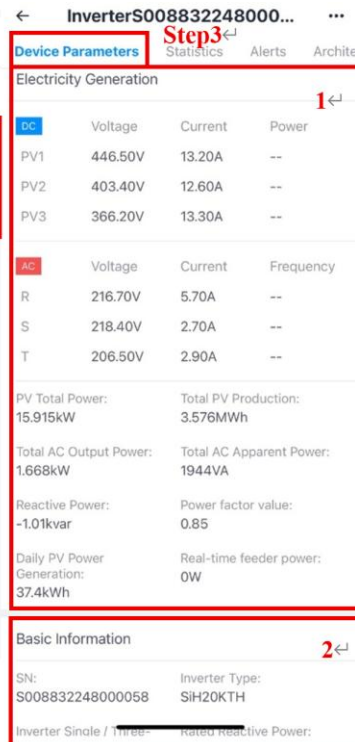 ← InverterS008832248000... ...
Step3↵
Device Parameters Statistics Alerts Archite
Electricity Generation
1↵
DC Voltage Current Power
PV1 446.50V 13.20A --
PV2 403.40V 12.60A --
PV3 366.20V 13.30A --
AC Voltage Current Frequency
R 216.70V 5.70A --
S 218.40V 2.70A --
T 206.50V 2.90A --
PV Total Power: Total PV Production:
15.915kW 3.576MWh
Total AC Output Power: Total AC Apparent Power:
1.668kW 1944VA
Reactive Power: Power factor value:
-1.01kvar 0.85
Daily PV Power Real-time feeder power:
Generation: 0W
37.4kWh
Basic Information
2↵
SN: Inverter Type:
S008832248000058 SiH20KTH
Inverter Single / Three- Rated Reactive Power: